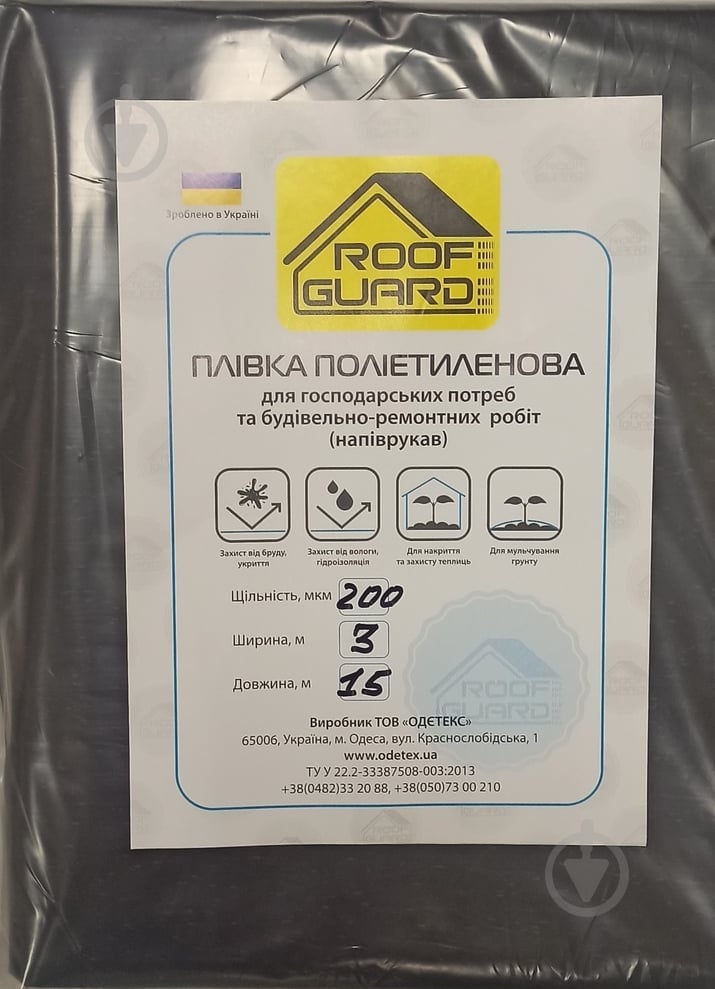 Зроблено в Україні
ROOF
GUARD
ПЛІВКА ПОЛІЕТИЛЕНОВА
для господарських потреб
та будівельно-ремонтних робіт
(напіврукав)
Захист від бруду,
укриття
Захист від вологи,
гідроізоляція
Для накриття
та захисту теплиць
Для мульчування
грунту
Щільність, мкм 200
Ширина, м 3
Довжина, м 15
ROOF
GUARD
Виробник ТОВ «ОДЄТЕКС»
65006, Україна, м. Одеса, вул. Краснослобідська, 1
www.odetex.ua
ТУ У 22.2-33387508-003:2013
+38(0482)33 20 88, +38(050)73 00 210